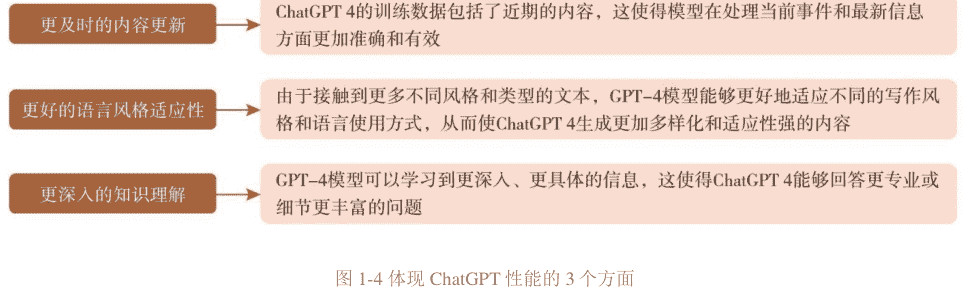 更及时的内容更新
ChatGPT 4的训练数据包括了近期的内容，这使得模型在处理当前事件和最新信息
方面更加准确和有效
更好的语言风格适应性
由于接触到更多不同风格和类型的文本，GPT-4模型能够更好地适应不同的写作风
格和语言使用方式，从而使ChatGPT 4生成更加多样化和适应性强的内容
更深入的知识理解
GPT-4模型可以学习到更深入、更具体的信息，这使得ChatGPT 4能够回答更专业或
细节更丰富的问题
图 1-4 体现 ChatGPT 性能的 3 个方面